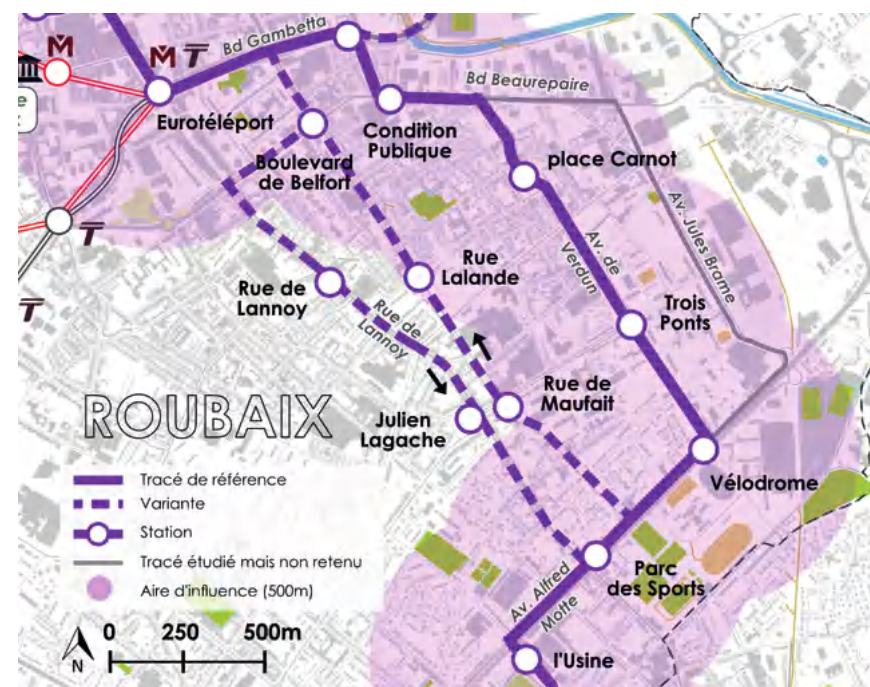 Bd Gambetta
M T
M
Bd Beaurepaire
Eurotéléport
Condition
Publique
Boulevard
de Belfort
place Carnot
T
Av. Jules Brame
Av. de
Verdun
Rue
Lalande
Rue de
Lannoy
Rue de
Lannoy
Trois
Ponts
T
ROUBAIX
Julien
Lagache
Rue de
Maufait
Vélodrome
Tracé de référence
Variante
Station
Tracé étudié mais non retenu
Aire d'influence (500m)
Parc
des Sports
Av. Alfred
Motte
0 250 500m
N
l'Usine